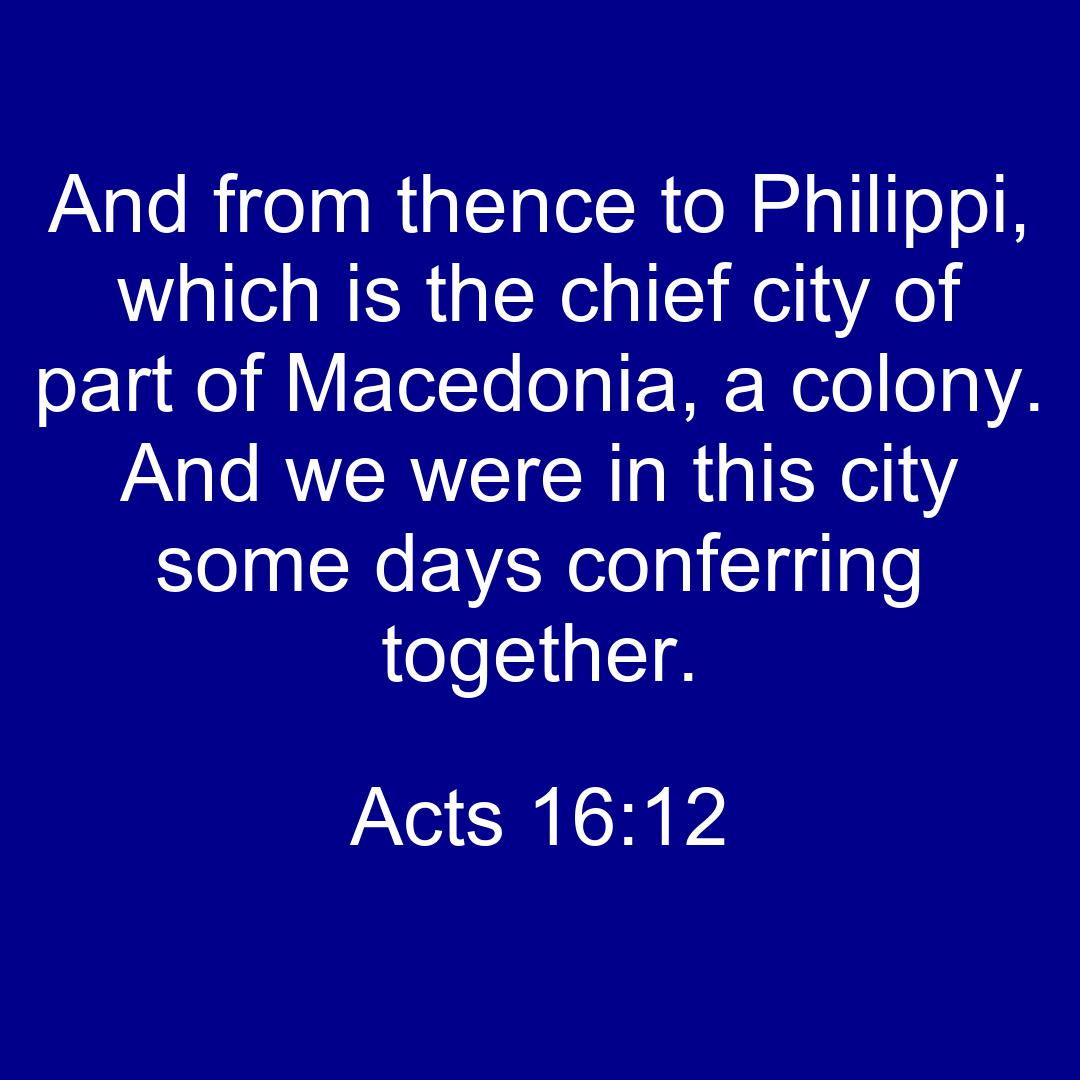 And from thence to Philippi,
which is the chief city of
part of Macedonia, a colony.
And we were in this city
some days conferring
together.
Acts 16:12